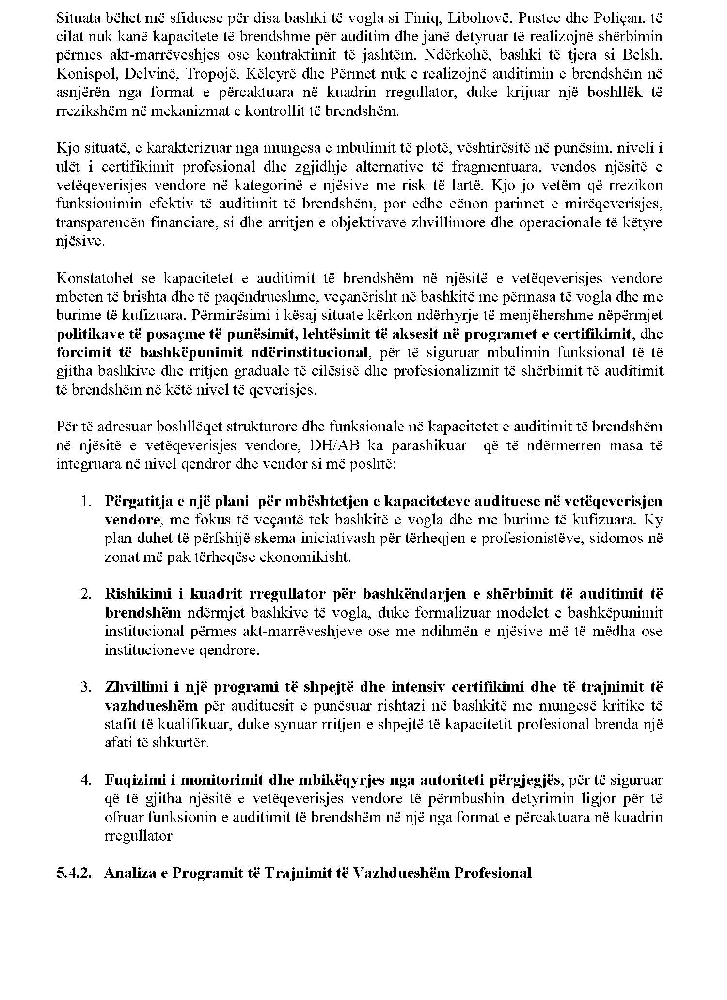 Situata bëhet më sfiduese për disa bashki të vogla si Finiq, Libohovë, Pustec dhe Poliçan, të
cilat nuk kanë kapacitete të brendshme për auditim dhe janë detyruar të realizojnë shërbimin
përmes akt-marrëveshjes ose kontraktimit të jashtëm. Ndërkohë, bashki të tjera si Belsh,
Konispol, Delvinë, Tropojë, Këlcyrë dhe Përmet nuk e realizojnë auditimin e brendshëm në
asnjërën nga format e përcaktuara në kuadrin rregullator, duke krijuar një boshllëk të
rrezikshëm në mekanizmat e kontrollit të brendshëm.
Kjo situatë, e karakterizuar nga mungesa e mbulimit të plotë, vështirësitë në punësim, niveli i
ulët i certifikimit profesional dhe zgjidhje alternative të fragmentuara, vendos njësitë e
vetëqeverisjes vendore në kategorinë e njësive me risk të lartë. Kjo jo vetëm që rrezikon
funksionimin efektiv të auditimit të brendshëm, por edhe cënon parimet e mirëqeverisjes,
transparencën financiare, si dhe arritjen e objektivave zhvillimore dhe operacionale të këtyre
njësive.
Konstatohet se kapacitetet e auditimit të brendshëm në njësitë e vetëqeverisjes vendore
mbeten të brishta dhe të paqëndrueshme, veçanërisht në bashkitë me përmasa të vogla dhe me
burime të kufizuara. Përmirësimi i kësaj situate kërkon ndërhyrje të menjëhershme nëpërmjet
politikave të posaçme të punësimit, lehtësimit të aksesit në programet e certifikimit, dhe
forcimit të bashkëpunimit ndërinstitucional, për të siguruar mbulimin funksional të të
gjitha bashkive dhe rritjen graduale të cilësisë dhe profesionalizmit të shërbimit të auditimit
të brendshëm në këtë nivel të qeverisjes.
Për të adresuar boshllëqet strukturore dhe funksionale në kapacitetet e auditimit të brendshëm
në njësitë e vetëqeverisjes vendore, DH/AB ka parashikuar  që të ndërmerren masa të
integruara në nivel qendror dhe vendor si më poshtë:
1. Përgatitja e një plani  për mbështetjen e kapaciteteve audituese në vetëqeverisjen
vendore, me fokus të veçantë tek bashkitë e vogla dhe me burime të kufizuara. Ky
plan duhet të përfshijë skema iniciativash për tërheqjen e profesionistëve, sidomos në
zonat më pak tërheqëse ekonomikisht.
2. Rishikimi i kuadrit rregullator për bashkëndarjen e shërbimit të auditimit të
brendshëm ndërmjet bashkive të vogla, duke formalizuar modelet e bashkëpunimit
institucional përmes akt-marrëveshjeve ose me ndihmën e njësive më të mëdha ose
institucioneve qendrore.
3. Zhvillimi i një programi të shpejtë dhe intensiv certifikimi dhe të trajnimit të
vazhdueshëm për audituesit e punësuar rishtazi në bashkitë me mungesë kritike të
stafit të kualifikuar, duke synuar rritjen e shpejtë të kapacitetit profesional brenda një
afati të shkurtër.
4. Fuqizimi i monitorimit dhe mbikëqyrjes nga autoriteti përgjegjës, për të siguruar
që të gjitha njësitë e vetëqeverisjes vendore të përmbushin detyrimin ligjor për të
ofruar funksionin e auditimit të brendshëm në një nga format e përcaktuara në kuadrin
rregullator
5.4.2. Analiza e Programit të Trajnimit të Vazhdueshëm Profesional